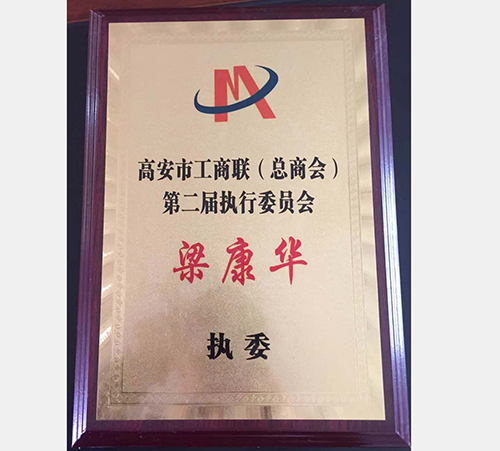 高安市工商联（总商会）
第二届执行委员会
梁康华
执委